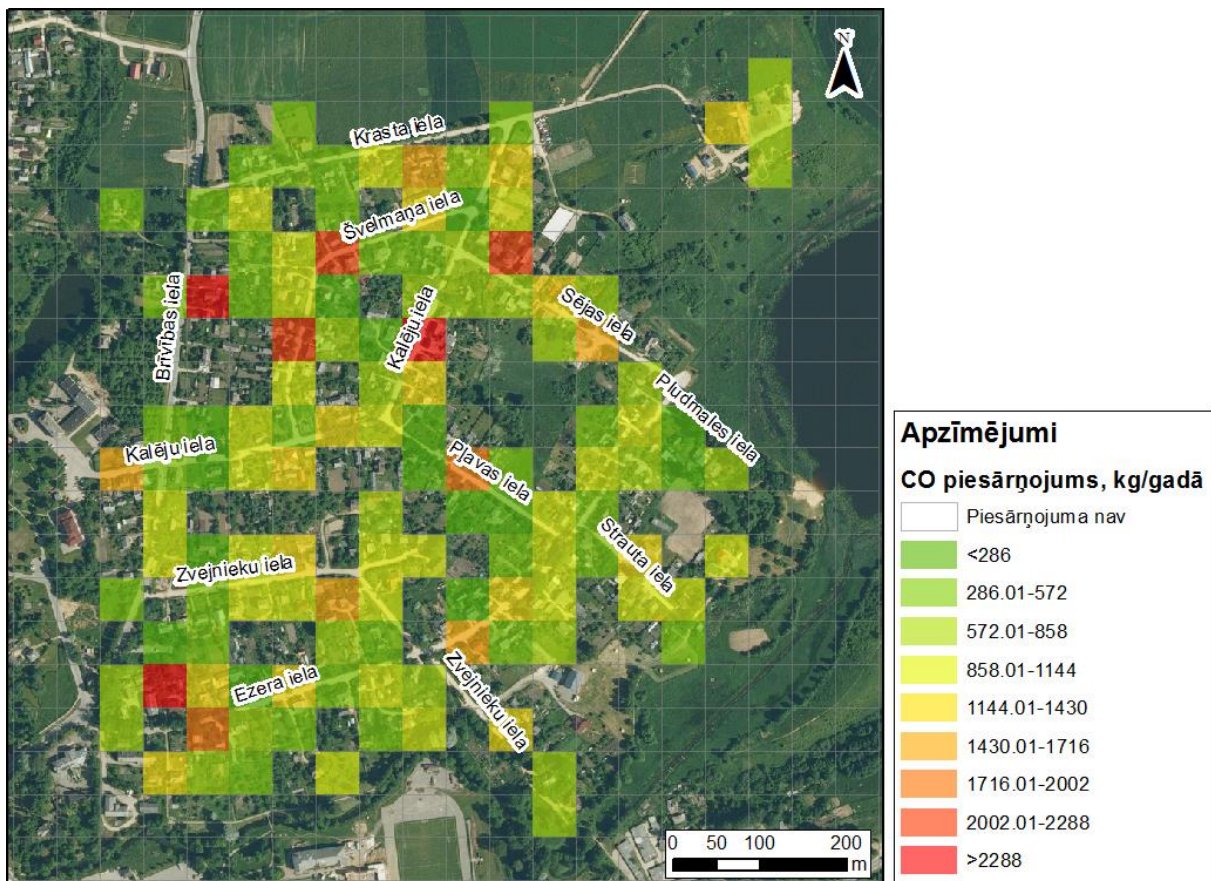 N
Krasta iela
Švelmaņa iela
Brīvības iela
Kalēju iela
Sējas iela
Pludmales iela
Kalēju iela
Pļavas iela
Strauta iela
Zvejnieku iela
Ezera iela
Zvejnieku iela
0 50 100 200
m
Apzīmējumi
CO piesārņojums, kg/gadā
Piesārņojuma nav
<286
286.01-572
572.01-858
858.01-1144
1144.01-1430
1430.01-1716
1716.01-2002
2002.01-2288
>2288